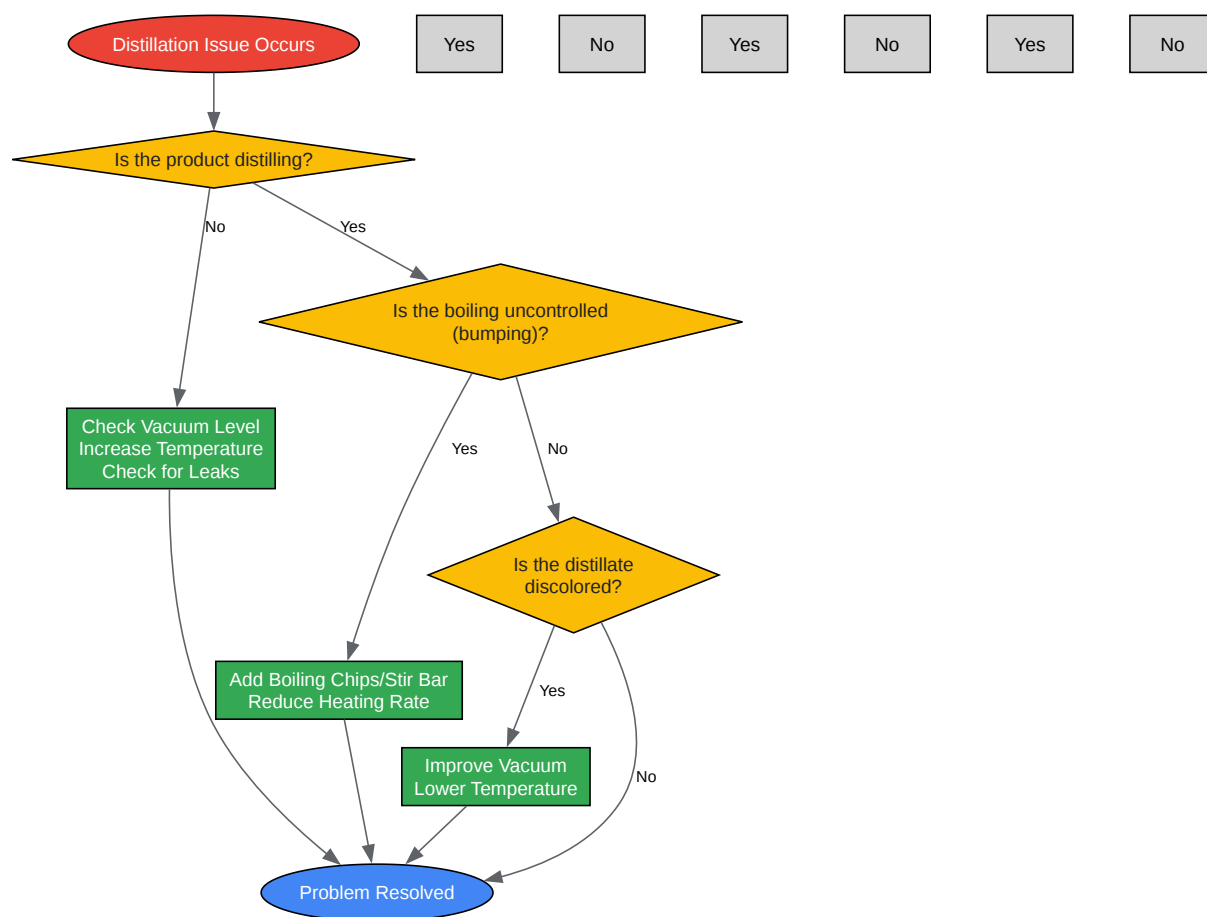 Distillation Issue Occurs
Yes
No
Yes
No
Yes
No
Is the product distilling?
No
Yes
Is the boiling uncontrolled
(bumping)?
Check Vacuum Level
Increase Temperature
Check for Leaks
Yes
No
Is the distillate
discolored?
Add Boiling Chips/Stir Bar
Reduce Heating Rate
Yes
Improve Vacuum
Lower Temperature
No
Problem Resolved